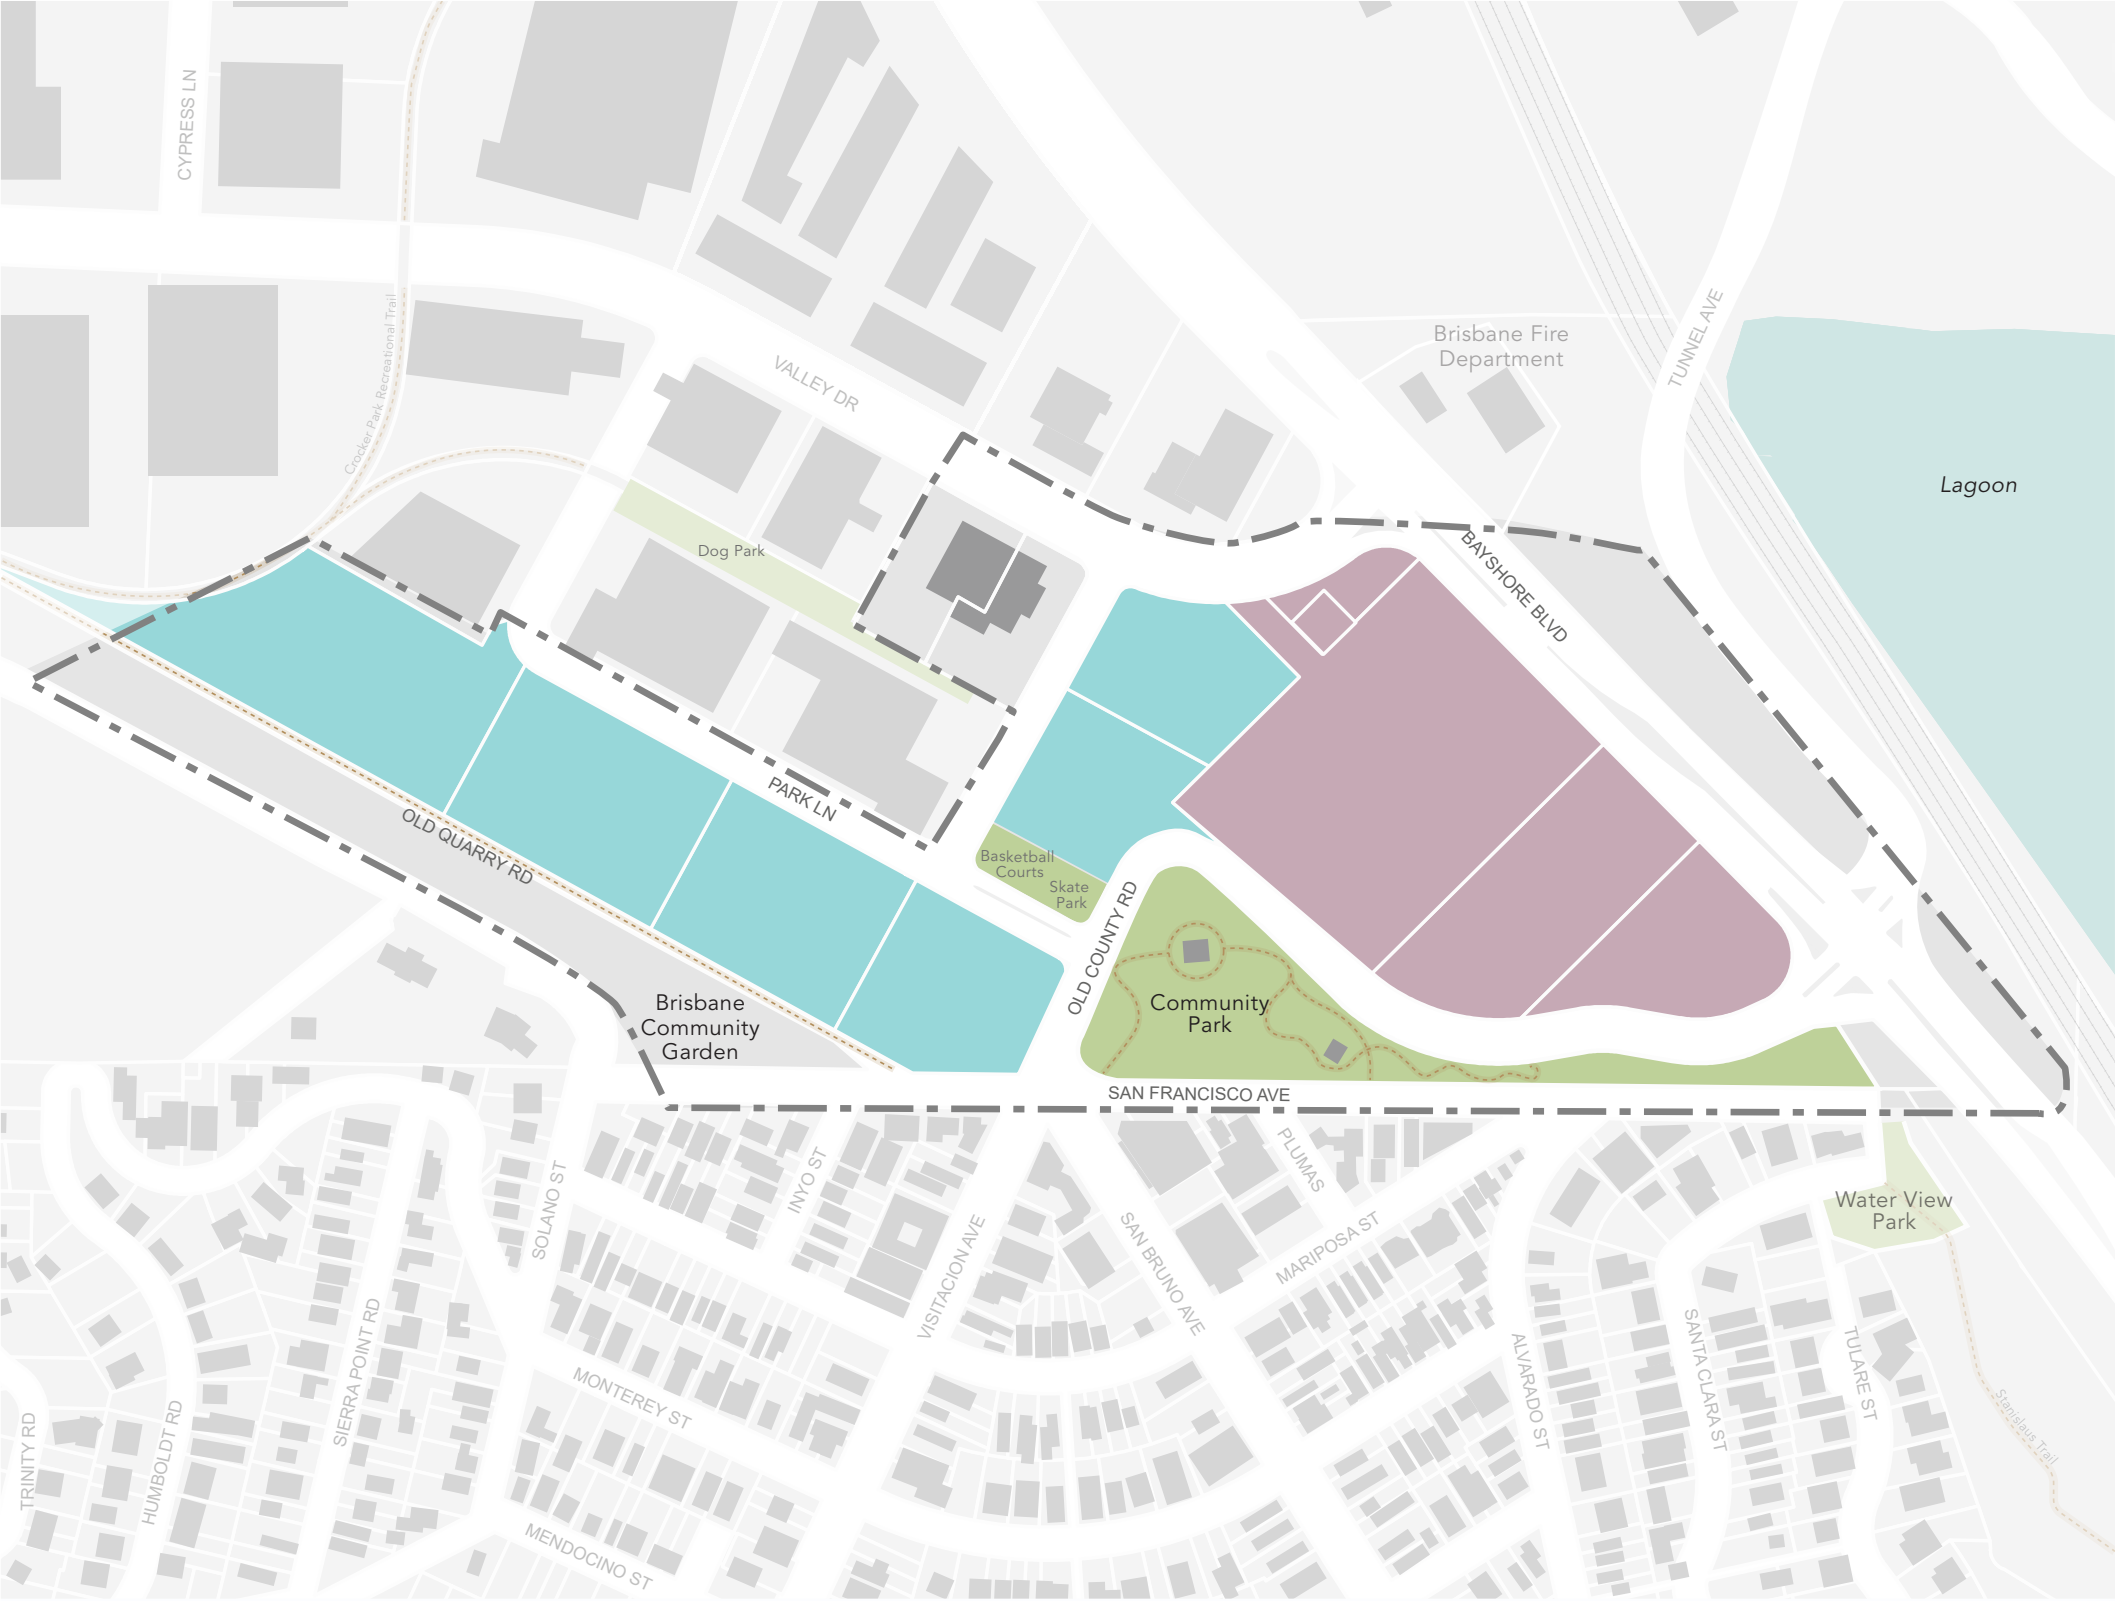 CYPRESS LN
Crocker Park Recreational Trail
VALLEY DR
Brisbane Fire
Department
TUNNEL AVE
Lagoon
Dog Park
BAYSHORE BLVD
PARK LN
OLD QUARRY RD
Basketball
Courts
Skate
Park
OLD COUNTY RD
Brisbane
Community
Garden
Community
Park
SAN FRANCISCO AVE
PLUMAS
INYO ST
SOLANO ST
VISITACION AVE
SAN BRUNO AVE
MARIPOSA ST
Water View
Park
SIERRA POINT RD
MONTEREY ST
ALVARADO ST
SANTA CLARA ST
TULARE ST
Stanislaus Trail
TRINITY RD
HUMBOLDT RD
MENDOCINO ST